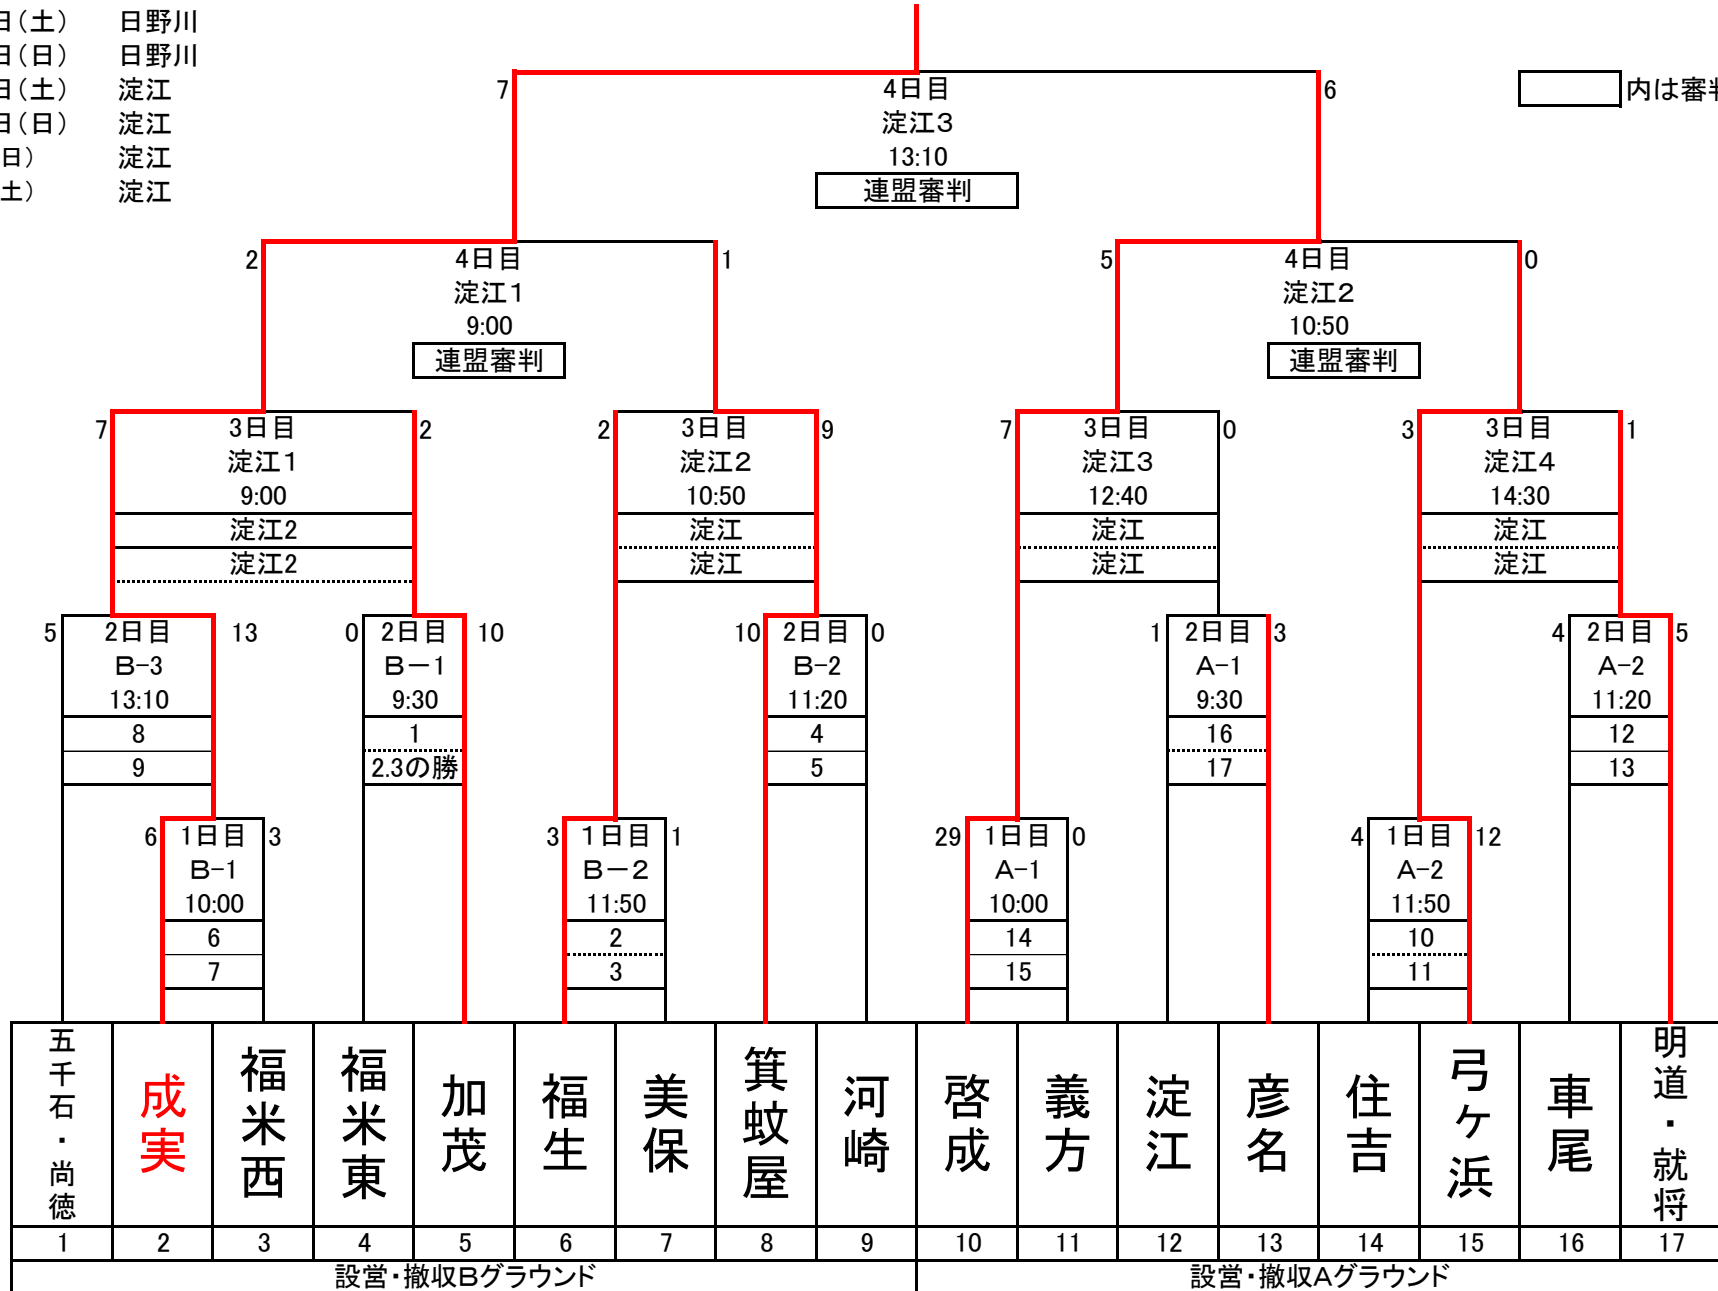 日(土) 日野川
日(日) 日野川
日(土) 淀江
日(日) 淀江
日) 淀江
土) 淀江
内は審判
7 4日目 6
淀江3
13:10
連盟審判
2 4日目 1
淀江1
9:00
連盟審判
5 4日目 0
淀江2
10:50
連盟審判
7 3日目 2
淀江1
9:00
淀江2
淀江2
2 3日目 9
淀江2
10:50
淀江
淀江
7 3日目 0
淀江3
12:40
淀江
淀江
3 3日目 1
淀江4
14:30
淀江
淀江
5 2日目 13
B-3
13:10
8
9
0 2日目 10
B－1
9:30
1
2.3の勝
10 2日目 0
B-2
11:20
4
5
1 2日目 3
A-1
9:30
16
17
4 2日目 5
A-2
11:20
12
13
6 1日目 3
B-1
10:00
6
7
3 1日目 1
B－2
11:50
2
3
29 1日目 0
A-1
10:00
14
15
4 1日目 12
A-2
11:50
10
11
五千石・尚徳
成実
福米西
福米東
加茂
福生
美保
箕蚊屋
河崎
啓成
義方
淀江
彦名
住吉
弓ヶ浜
車尾
明道・就将
1 2 3 4 5 6 7 8 9 10 11 12 13 14 15 16 17
設営・撤収Bグラウンド 設営・撤収Aグラウンド